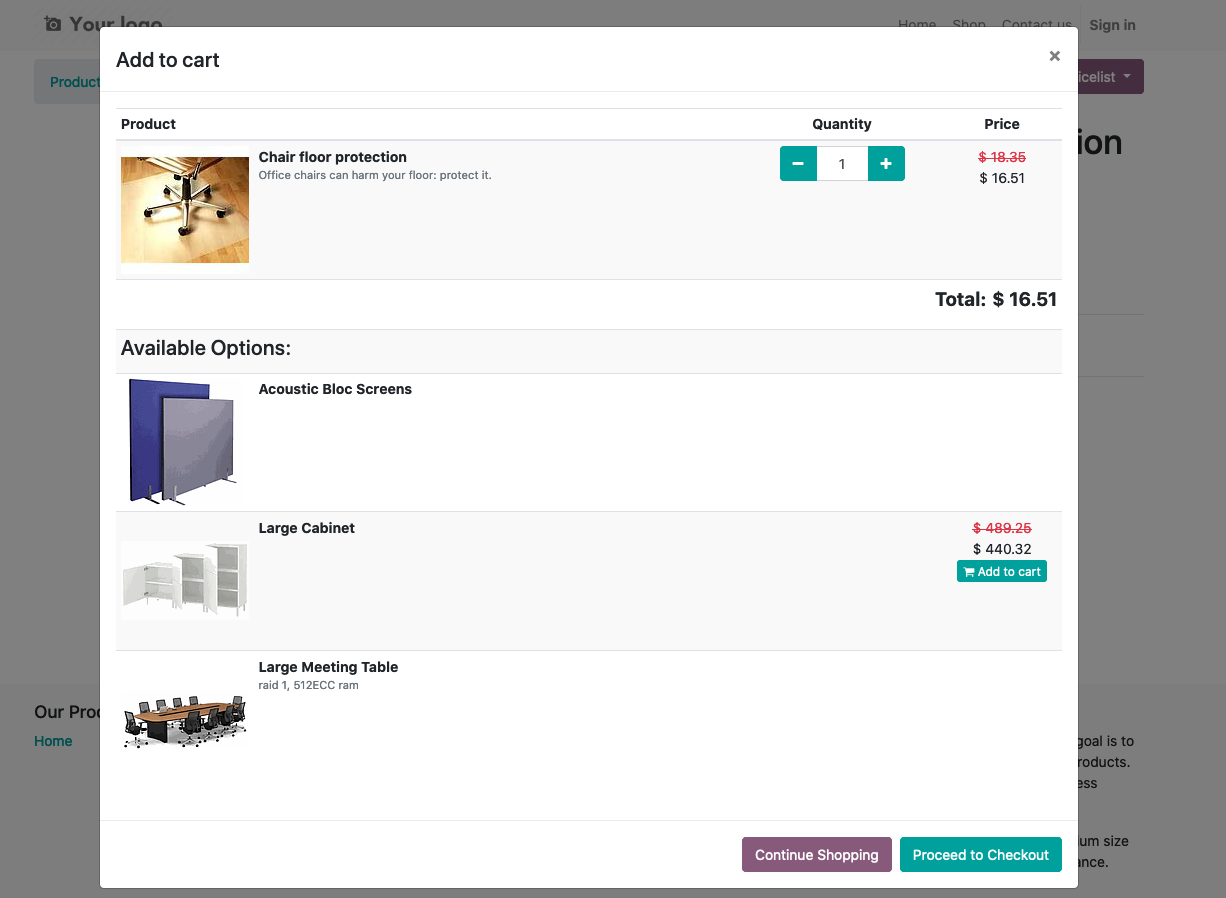 Your logo
Home Shop Contact us Sign in
Add to cart ×
Product
icelist
Product Quantity Price
ion
Chair floor protection
Office chairs can harm your floor: protect it.
1
$ 18.35
$ 16.51
Total: $ 16.51
Available Options:
Acoustic Bloc Screens
Large Cabinet
$ 489.25
$ 440.32
Add to cart
Large Meeting Table
raid 1, 512ECC ram
Our Prod
Home
goal is to
roducts.
ess
um size
ance.
Continue Shopping Proceed to Checkout